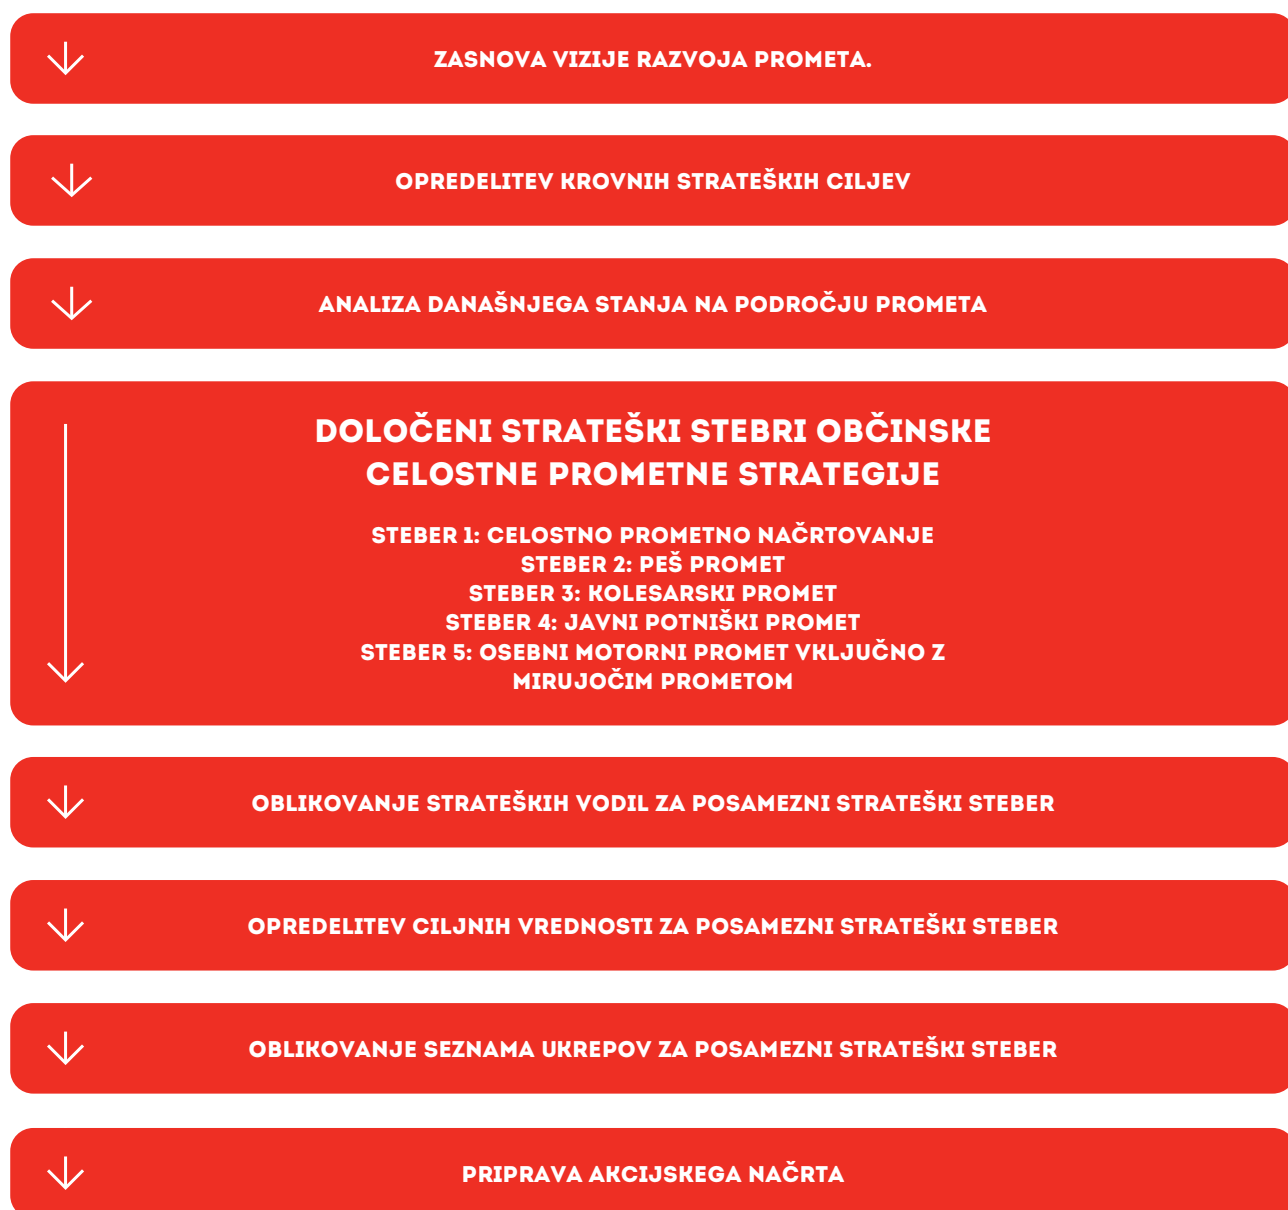 ZASNOVA VIZIJE RAZVOJA PROMETA.
OPREDELITEV KROVNIH STRATEŠKIH CILJEV
ANALIZA DANAŠNJEGA STANJA NA PODROČJU PROMETA
DOLOČENI STRATEŠKI STEBRI OBČINSKE
CELOSTNE PROMETNE STRATEGIJE
STEBER 1: CELOSTNO PROMETNO NAČRTOVANJE
STEBER 2: PEŠ PROMET
STEBER 3: KOLESARSKI PROMET
STEBER 4: JAVNI POTNIŠKI PROMET
STEBER 5: OSEBNI MOTORNI PROMET VKLJUČNO Z
MIRUJOČIM PROMETOM
OBLIKOVANJE STRATEŠKIH VODIL ZA POSAMEZNI STRATEŠKI STEBER
OPREDELITEV CILJNIH VREDNOSTI ZA POSAMEZNI STRATEŠKI STEBER
OBLIKOVANJE SEZNAMA UKREPOV ZA POSAMEZNI STRATEŠKI STEBER
PRIPRAVA AKCIJSKEGA NAČRTA